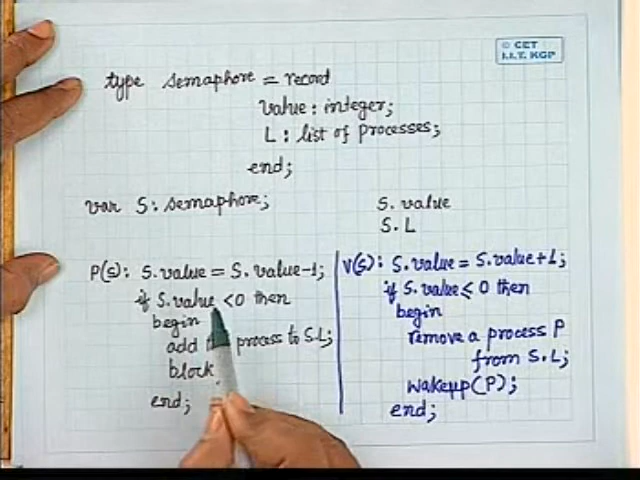 © CET
I.I.T. KGP
type semaphore = record
value : integer;
L : list of processes;
end;
var S : semaphore;
S. value
S. L
P(S): S.value = S. value-1;
if S.value <0 then
begin
add process to S.L;
block
end;
V(S): S.value = S.value+1;
if S.value ≤ 0 then
begin
remove a process P
from S.L;
wakeup(P);
end;